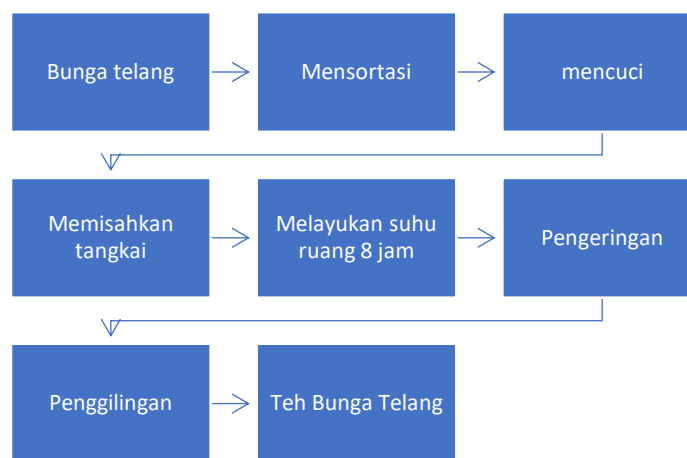 Bunga telang
Mensortasi
mencuci
Memisahkan
tangkai
Melayukan suhu
ruang 8 jam
Pengeringan
Penggilingan
Teh Bunga Telang